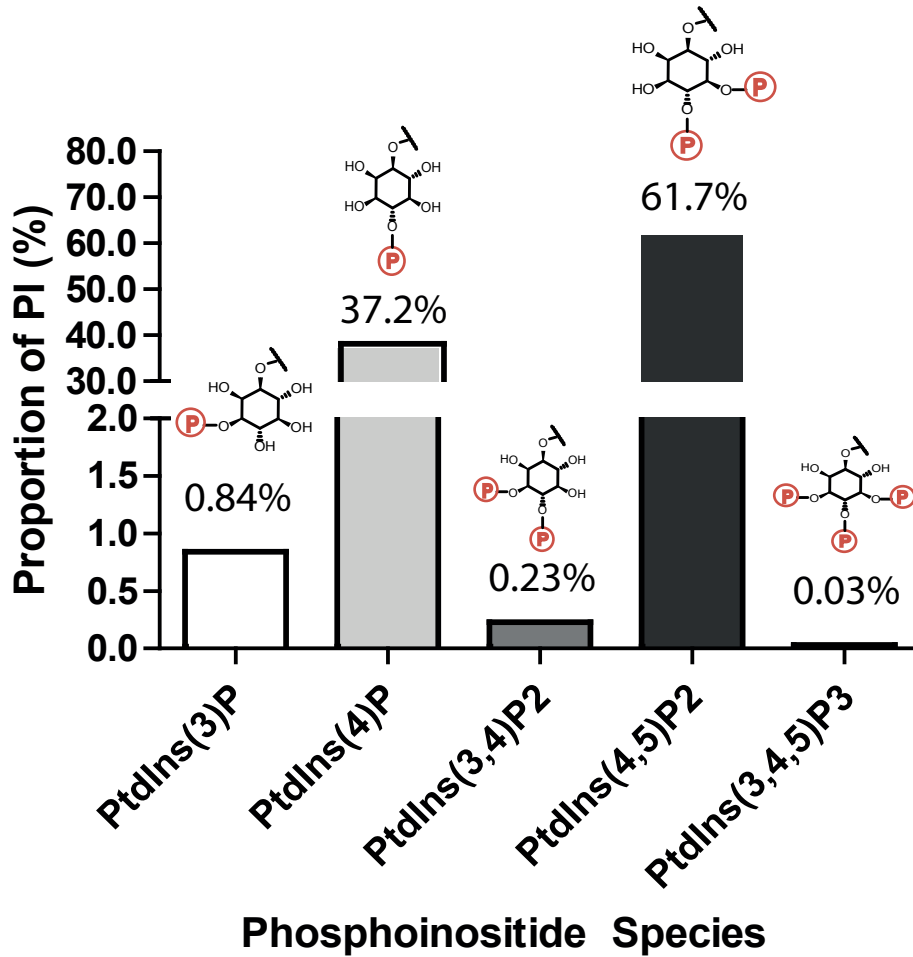 Proportion of PI (%)
80.0
70.0
60.0
50.0
40.0
30.0
2.0
1.5
1.0
0.5
0.0
O
HO OH
P O OH
OH
0.84%
O
HO OH
HO OH
O
P
37.2%
O
HO OH
P O OH
O
P
0.23%
O
HO OH
HO O P
O
P
61.7%
O
HO OH
P O O P
O
P
0.03%
PtdIns(3)P
PtdIns(4)P
PtdIns(3,4)P2
PtdIns(4,5)P2
PtdIns(3,4,5)P3
Phosphoinositide Species